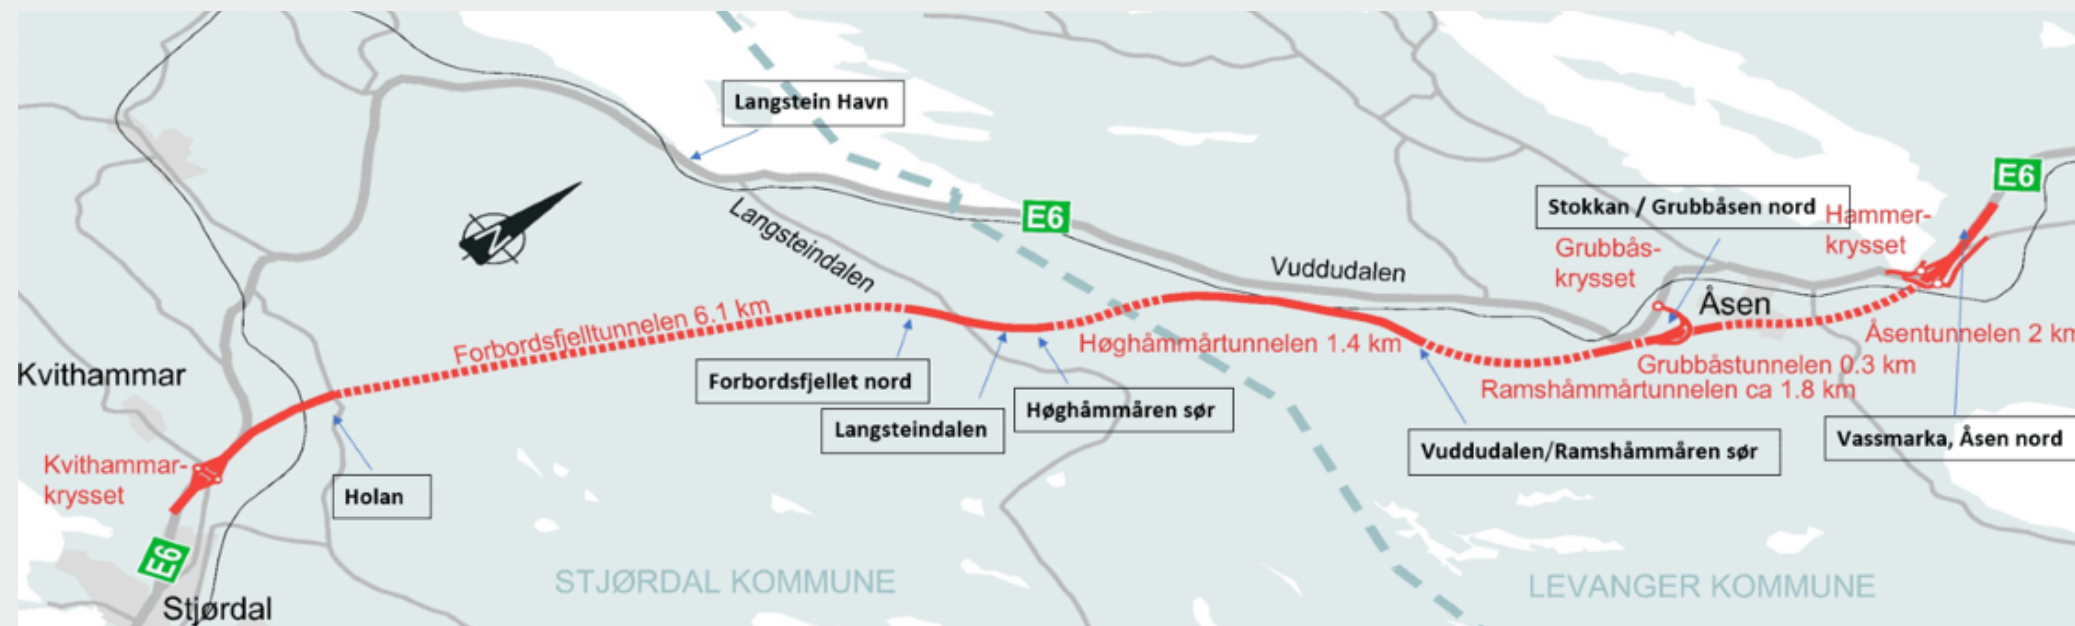 Langstein Havn
E6
Langsteindalen
E6
Stokkan / Grubbåsen nord
Hammer-
krysset
Grubbås-
krysset
Vuddudalen
Åsen
Forbordsfjelltunnelen 6.1 km
Høghåmmårtunnelen 1.4 km
Åsentunnelen 2 km
Grubbåstunnelen 0.3 km
Ramshåmmårtunnelen ca 1.8 km
Kvithammar
Forbordsfjellet nord
Høghåmmåren sør
Langsteindalen
Vuddudalen/Ramshåmmåren sør
Vassmarka, Åsen nord
Kvithammar-
krysset
Holan
E6
STJØRDAL KOMMUNE
LEVANGER KOMMUNE
Stjørdal
N